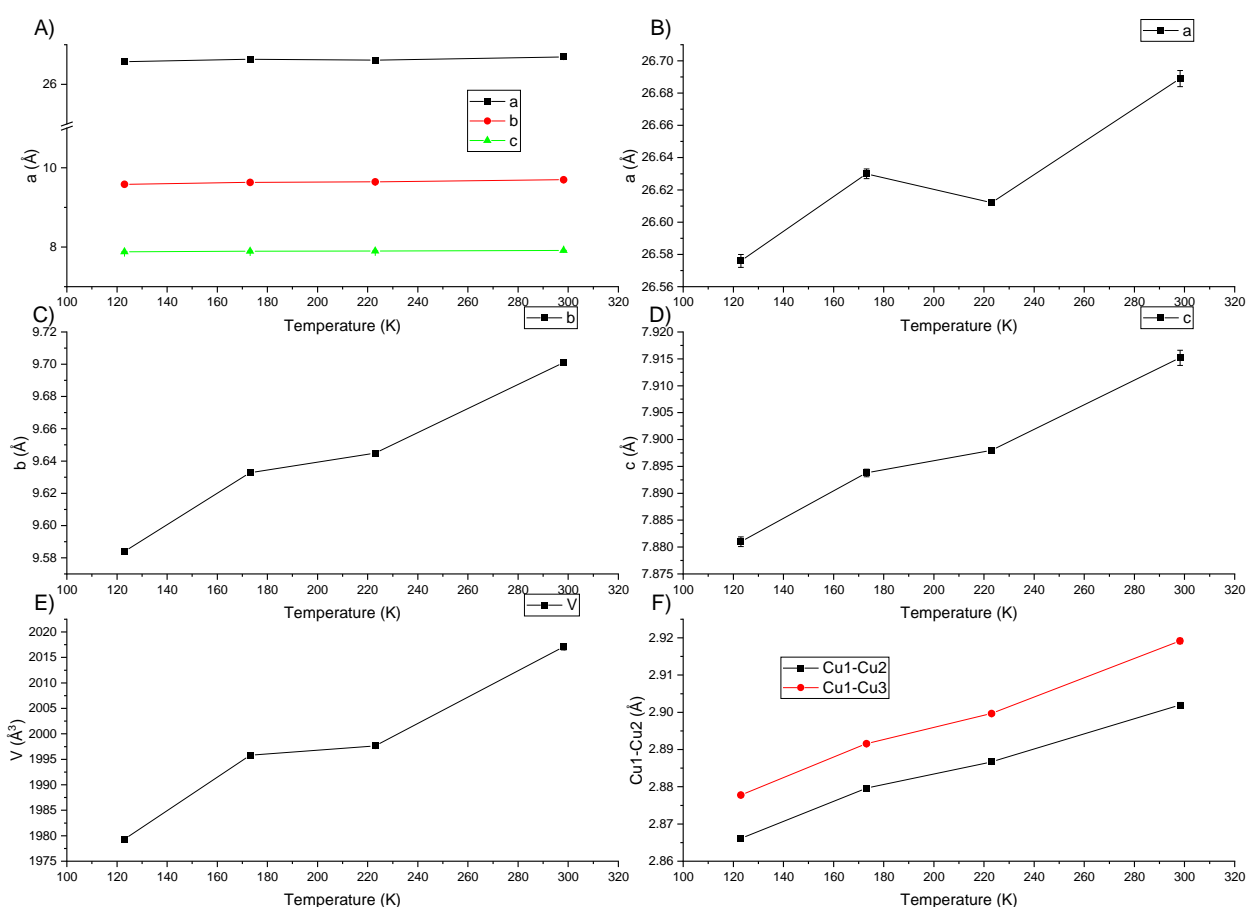 A)
26
10
8
a (Å)
a
b
c
100 120 140 160 180 200 220 240 260 280 300 320
Temperature (K)
B)
a
26.70
26.68
26.66
26.64
26.62
26.60
26.58
26.56
a (Å)
100 120 140 160 180 200 220 240 260 280 300 320
Temperature (K)
C)
b
9.72
9.70
9.68
9.66
9.64
9.62
9.60
9.58
b (Å)
100 120 140 160 180 200 220 240 260 280 300 320
Temperature (K)
D)
c
7.920
7.915
7.910
7.905
7.900
7.895
7.890
7.885
7.880
7.875
c (Å)
100 120 140 160 180 200 220 240 260 280 300 320
Temperature (K)
E)
V
2020
2015
2010
2005
2000
1995
1990
1985
1980
1975
V (Å³)
100 120 140 160 180 200 220 240 260 280 300 320
Temperature (K)
F)
Cu1-Cu2
Cu1-Cu3
2.92
2.91
2.90
2.89
2.88
2.87
2.86
Cu1-Cu2 (Å)
100 120 140 160 180 200 220 240 260 280 300 320
Temperature (K)